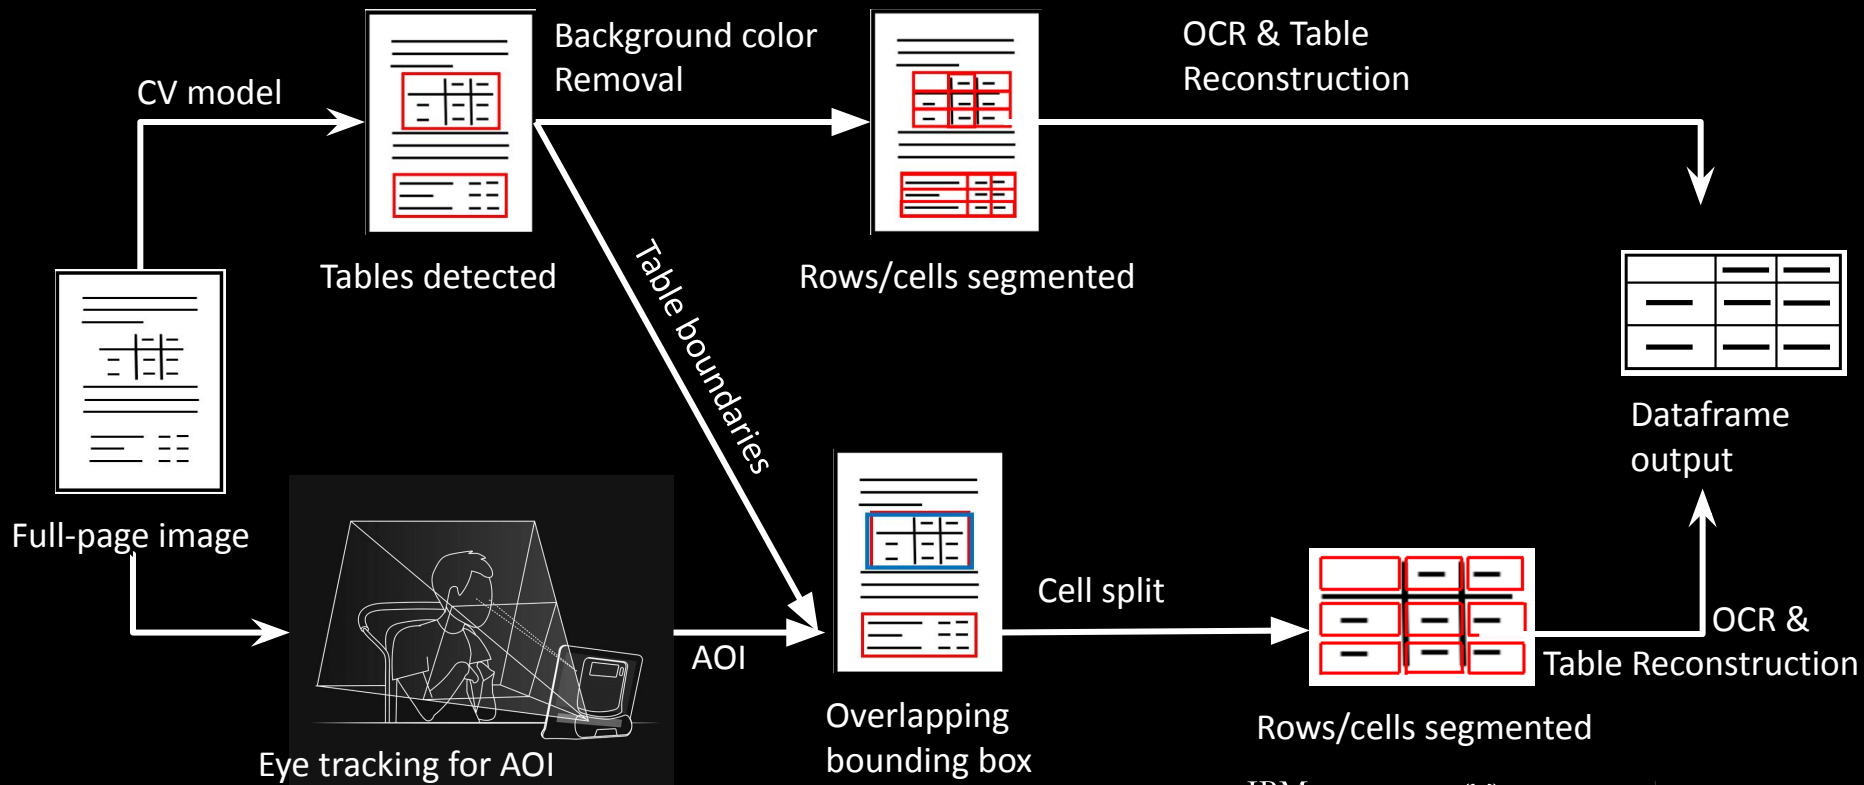 CV model
Background color
Removal
OCR & Table
Reconstruction
Tables detected
Rows/cells segmented
Table boundaries
Full-page image
Dataframe
output
AOI
Cell split
OCR &
Table Reconstruction
Eye tracking for AOI
Overlapping
bounding box
Rows/cells segmented